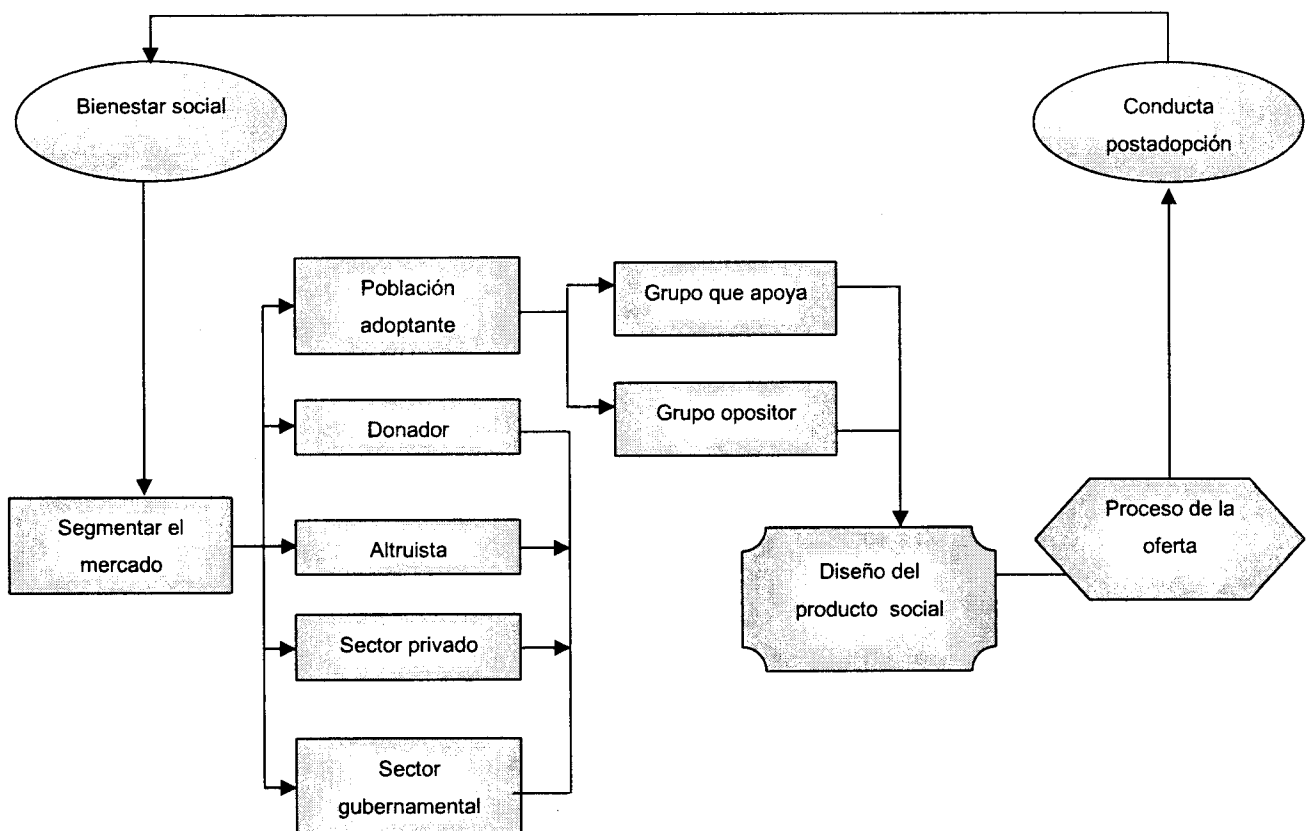 Bienestar social
Conducta
postadopción
Población
adoptante
Grupo que apoya
Donador
Grupo opositor
Segmentar el
mercado
Altruista
Sector privado
Sector
gubernamental
Diseño del
producto social
Proceso de la
oferta